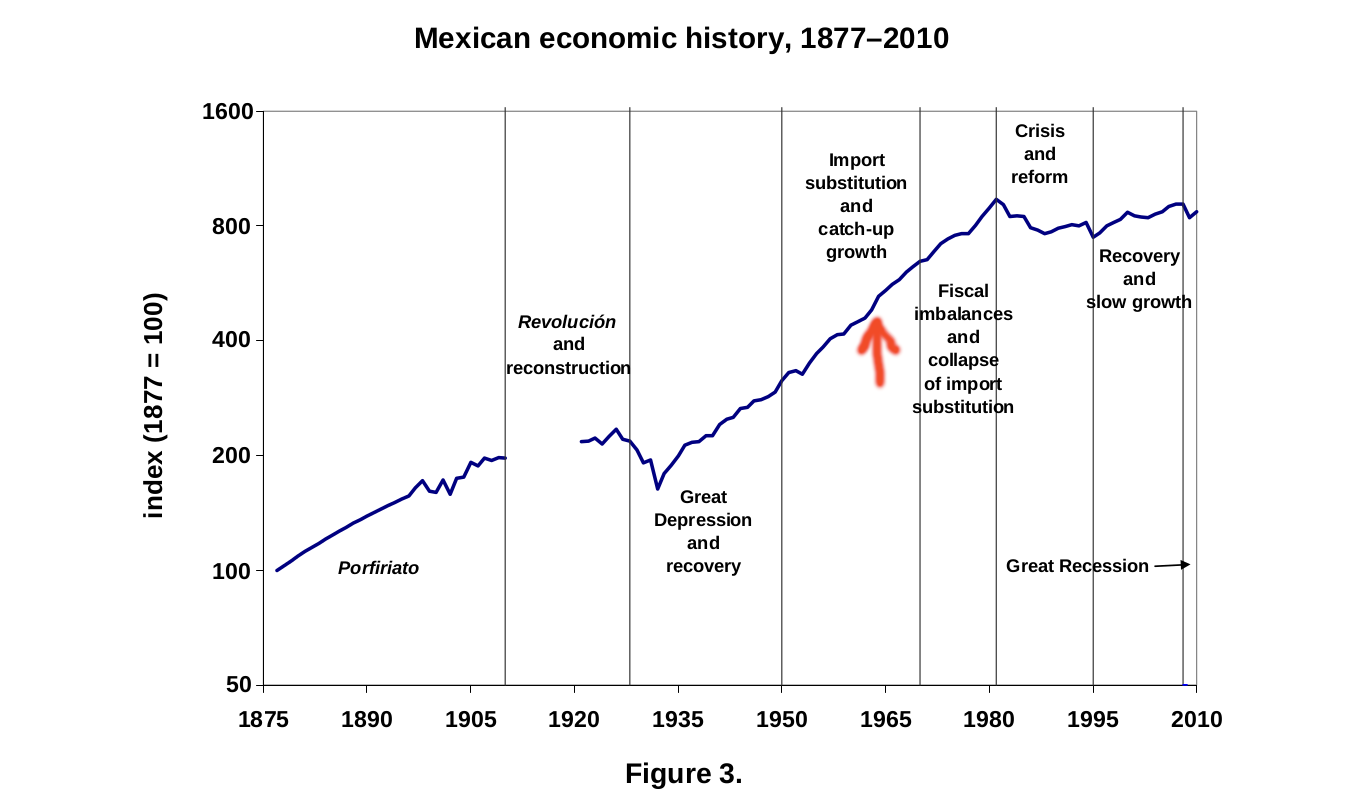 Mexican economic history, 1877–2010
index (1877 = 100)
1600
800
400
200
100
50
Porfiriato
Revolución
and
reconstruction
Great
Depression
and
recovery
Import
substitution
and
catch-up
growth
Fiscal
imbalances
and
collapse
of import
substitution
Crisis
and
reform
Recovery
and
slow growth
Great Recession
1875 1890 1905 1920 1935 1950 1965 1980 1995 2010
Figure 3.